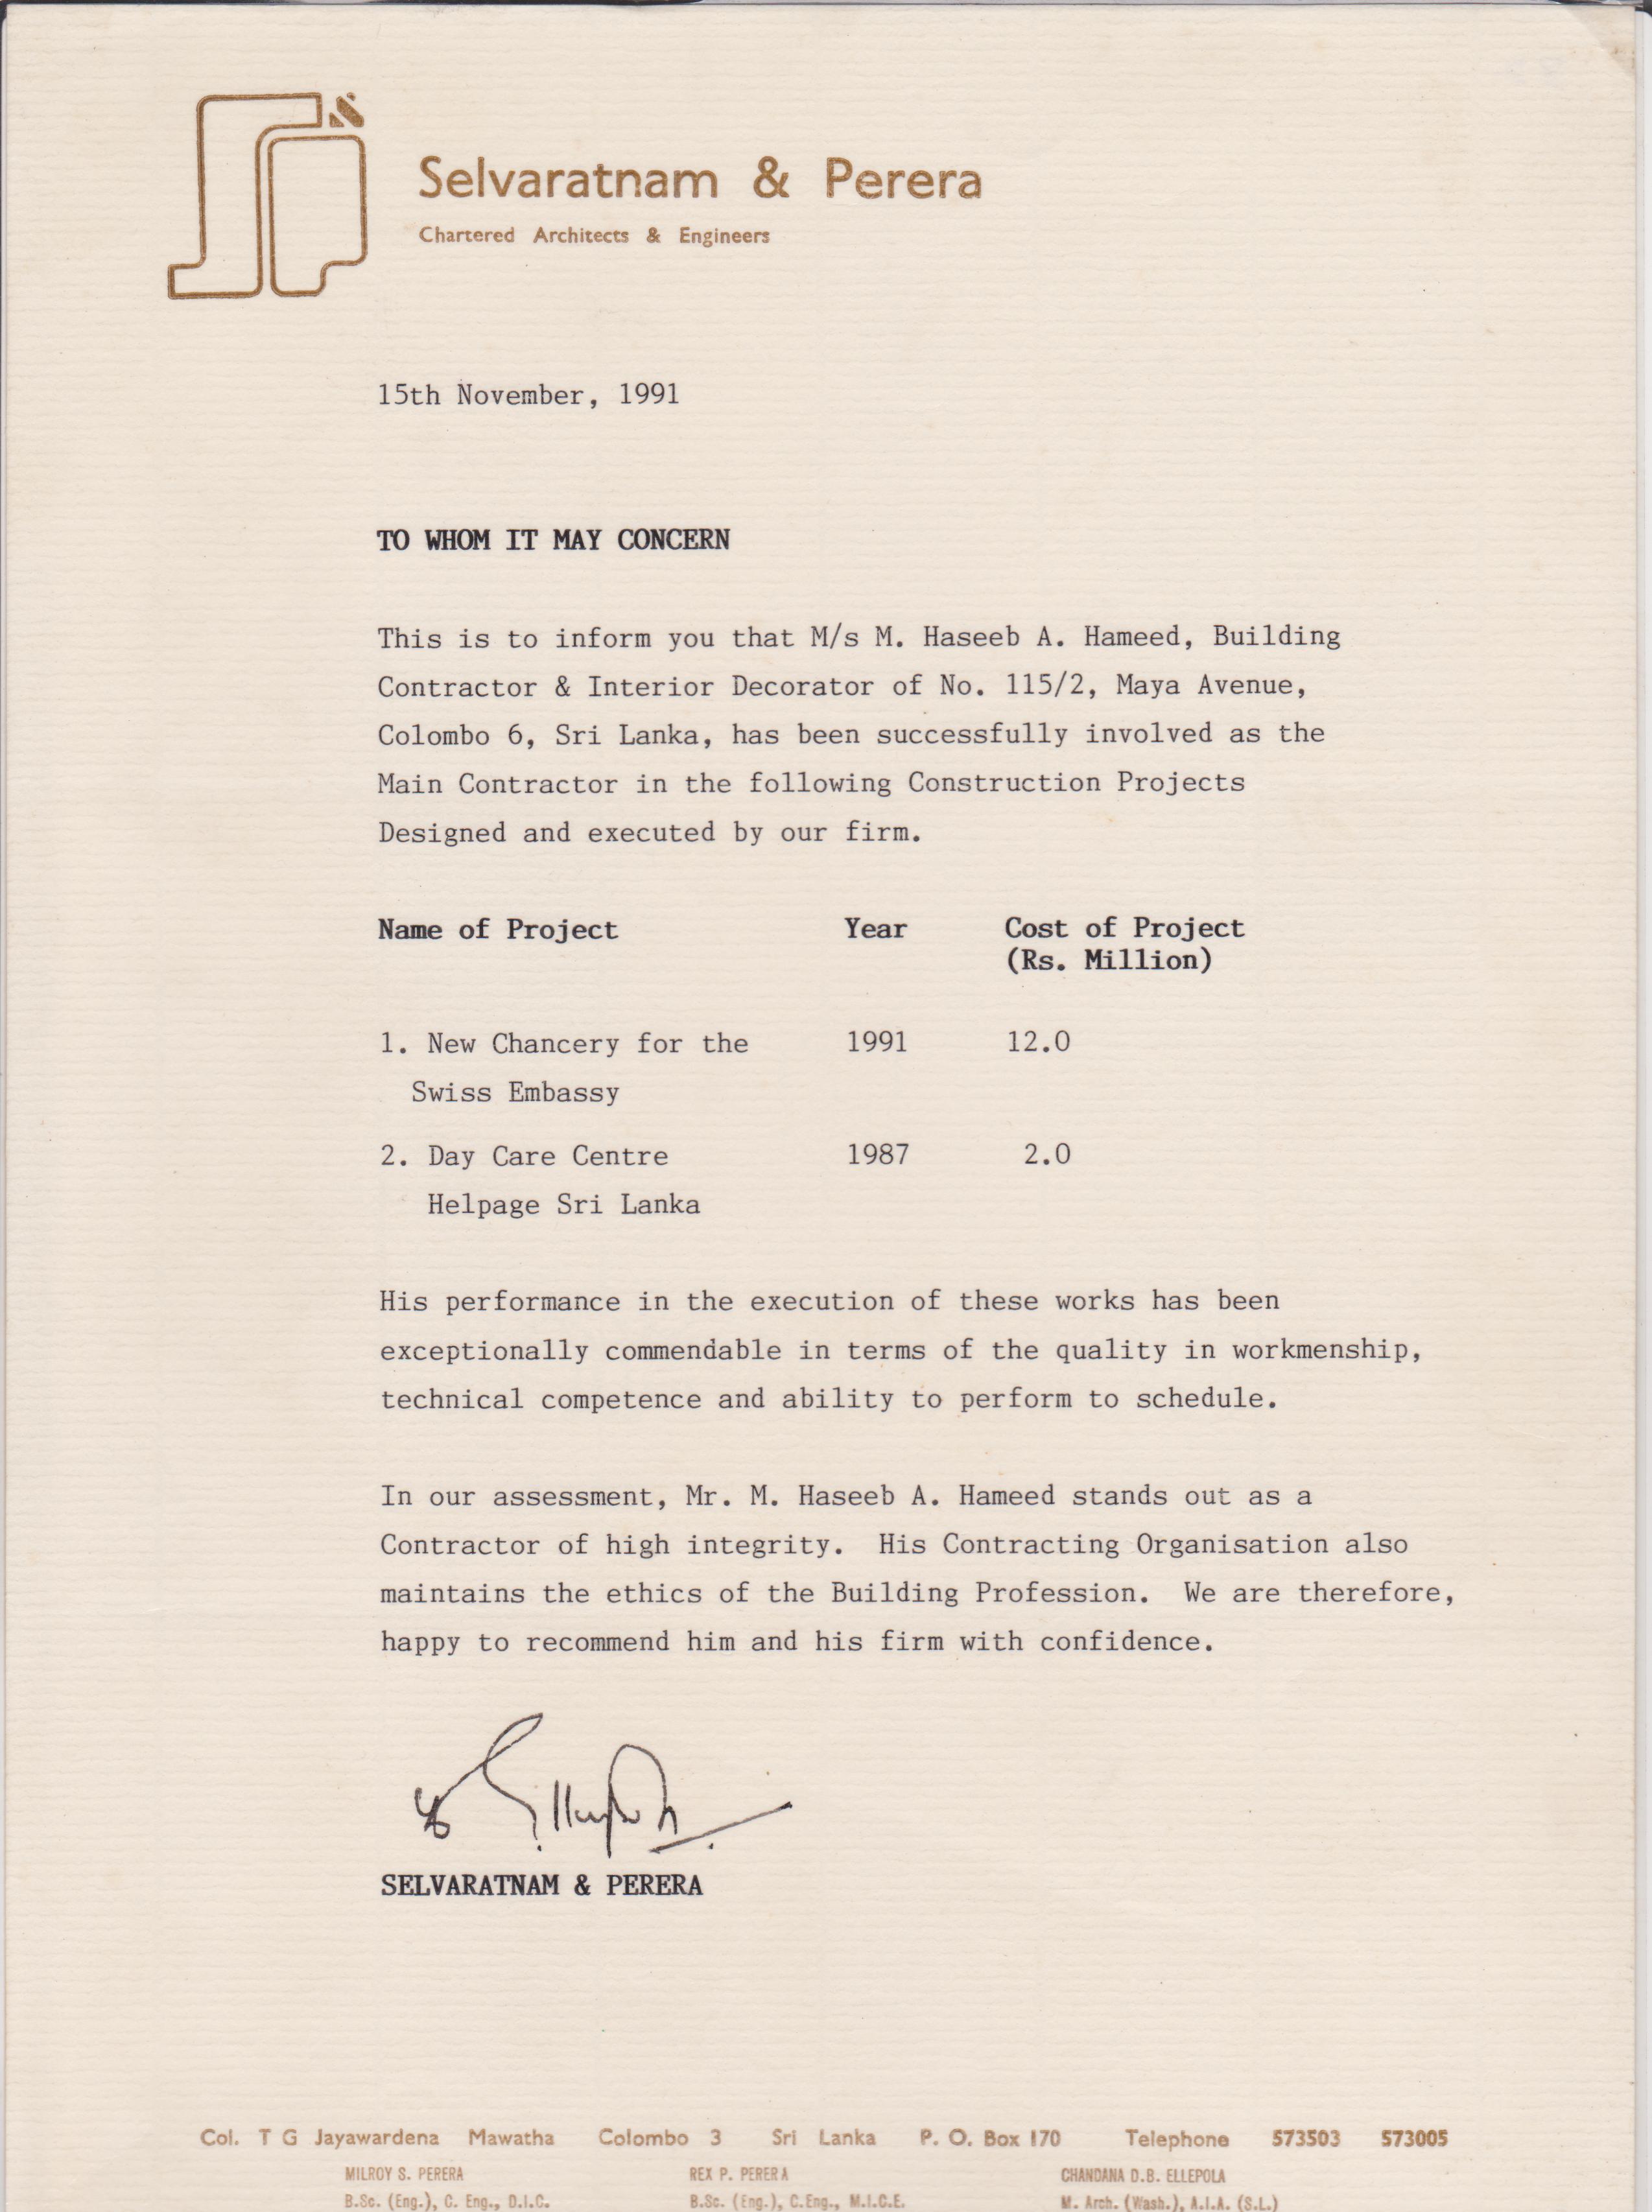 Selvaratnam & Perera
Chartered Architects & Engineers
15th November, 1991
TO WHOM IT MAY CONCERN
This is to inform you that M/s M. Haseeb A. Hameed, Building
Contractor & Interior Decorator of No. 115/2, Maya Avenue,
Colombo 6, Sri Lanka, has been successfully involved as the
Main Contractor in the following Construction Projects
Designed and executed by our firm.
Name of Project Year Cost of Project
(Rs. Million)
1. New Chancery for the 1991 12.0
Swiss Embassy
2. Day Care Centre 1987 2.0
Helpage Sri Lanka
His performance in the execution of these works has been
exceptionally commendable in terms of the quality in workmenship,
technical competence and ability to perform to schedule.
In our assessment, Mr. M. Haseeb A. Hameed stands out as a
Contractor of high integrity. His Contracting Organisation also
maintains the ethics of the Building Profession. We are therefore,
happy to recommend him and his firm with confidence.
SELVARATNAM & PERERA
Col. T G Jayawardena Mawatha Colombo 3 Sri Lanka P. O. Box 170 Telephone 573503 573005
MILROY S. PERERA REX P. PERERA CHANDANA D.B. ELLEPOLA
B.Sc. (Eng.), C. Eng., D.I.C. B.Sc. (Eng.), C.Eng., M.I.C.E. M. Arch. (Wash.), A.I.A. (S.L.)